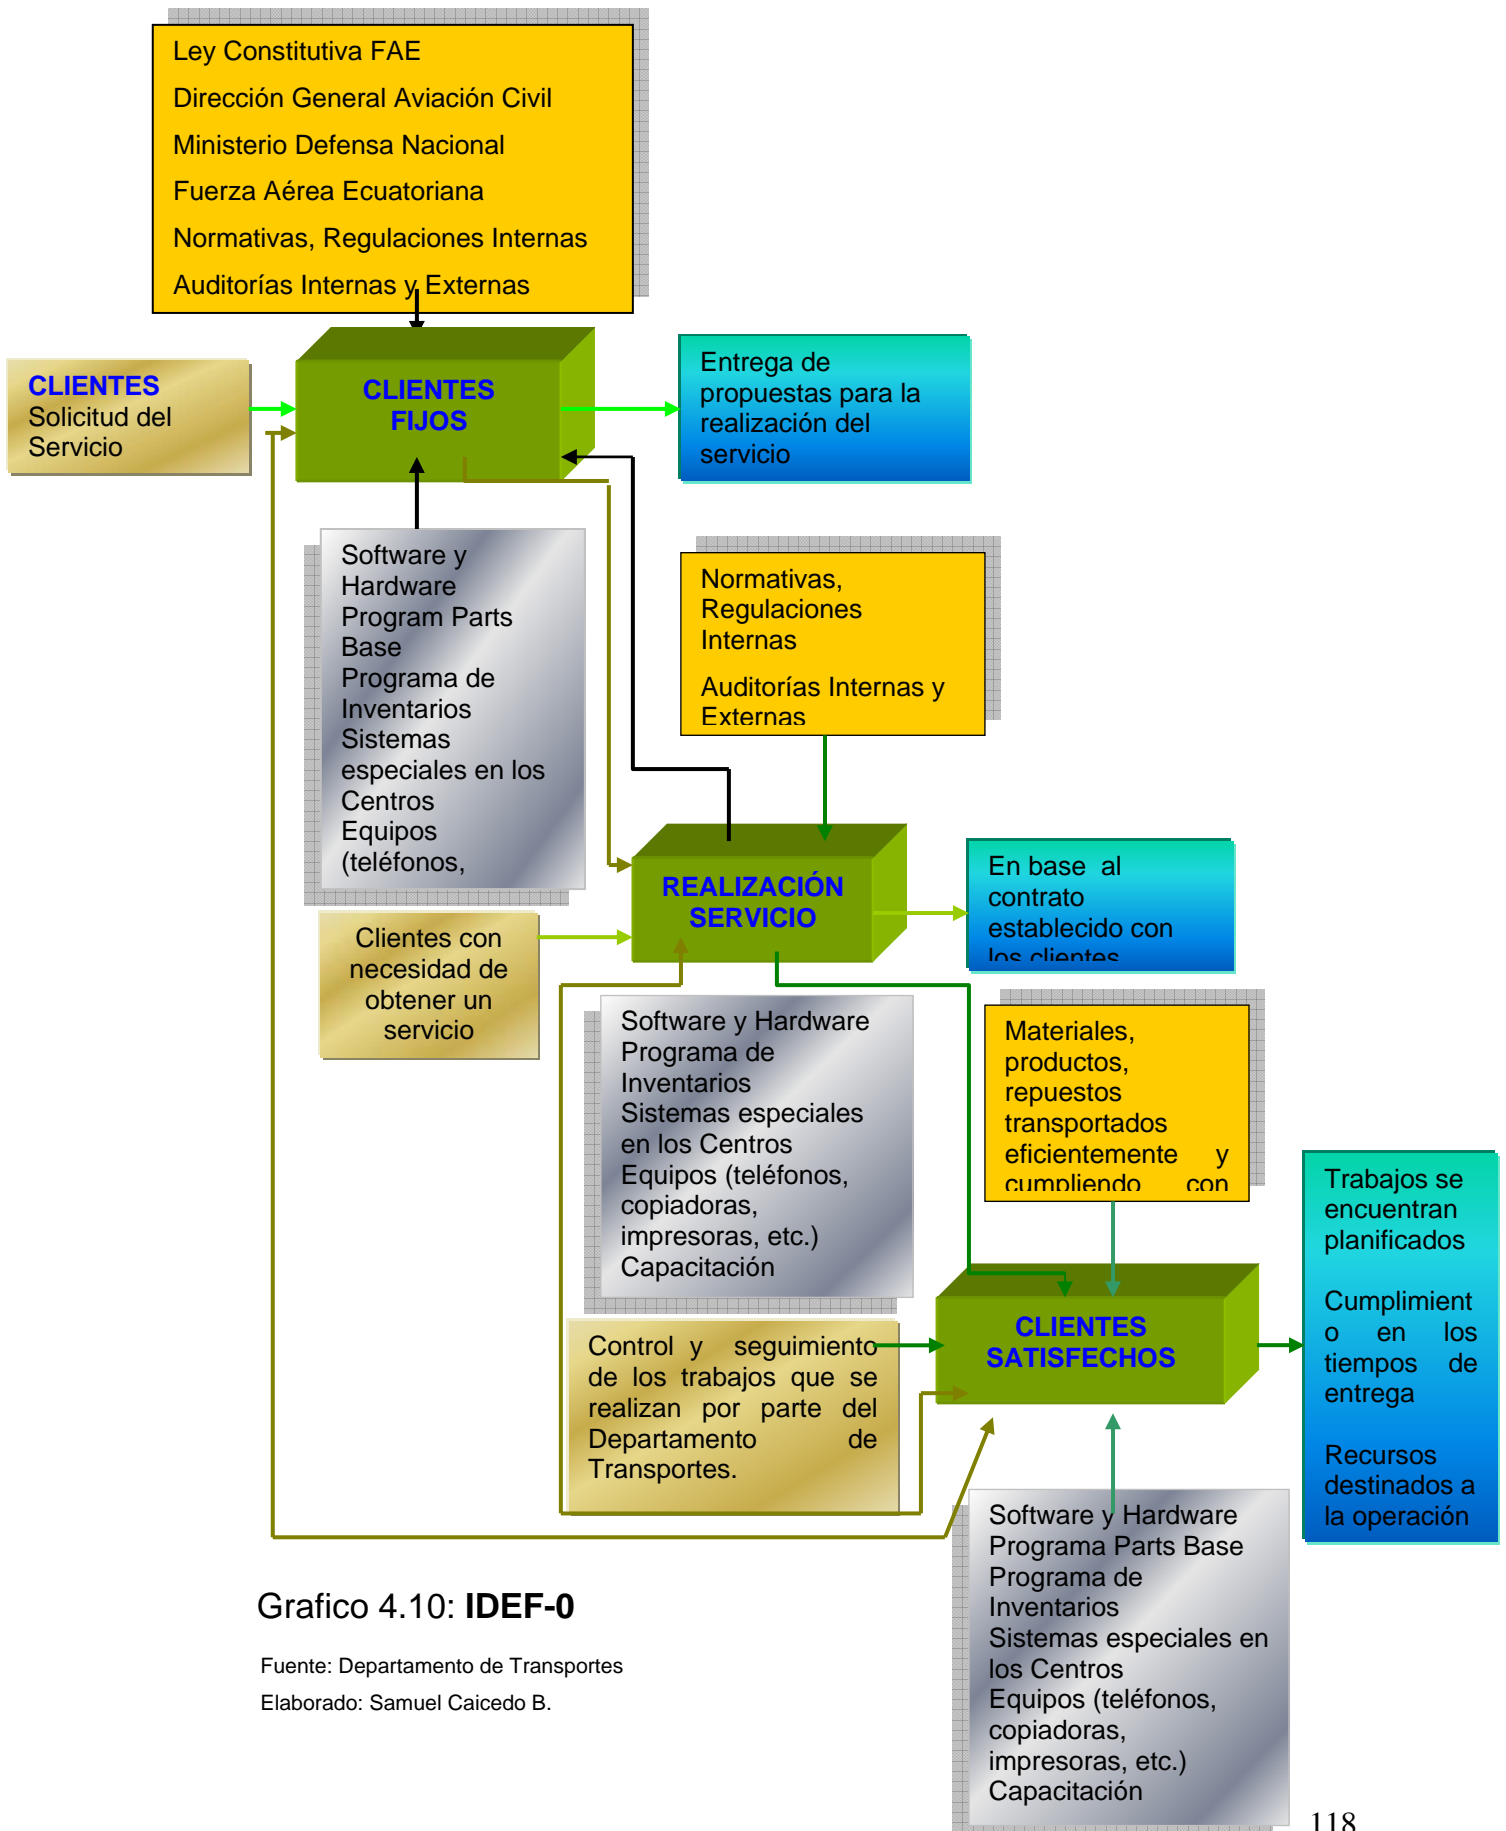 Ley Constitutiva FAE
Dirección General Aviación Civil
Ministerio Defensa Nacional
Fuerza Aérea Ecuatoriana
Normativas, Regulaciones Internas
Auditorías Internas y Externas
CLIENTES
Solicitud del
Servicio
CLIENTES
FIJOS
Entrega de
propuestas para la
realización del
servicio
Software y
Hardware
Program Parts
Base
Programa de
Inventarios
Sistemas
especiales en los
Centros
Equipos
(teléfonos,
Normativas,
Regulaciones
Internas
Auditorías Internas y
Externas
REALIZACIÓN
SERVICIO
En base  al
contrato
establecido con
los clientes
Clientes con
necesidad de
obtener un
servicio
Software y Hardware
Programa de
Inventarios
Sistemas especiales
en los Centros
Equipos (teléfonos,
copiadoras,
impresoras, etc.)
Capacitación
Materiales,
productos,
repuestos
transportados
eficientemente y
cumpliendo con
Trabajos se
encuentran
planificados
Cumplimient
o en los
tiempos de
entrega
Recursos
destinados a
la operación
CLIENTES
SATISFECHOS
Control y seguimiento
de los trabajos que se
realizan por parte del
Departamento de
Transportes.
Software y Hardware
Programa Parts Base
Programa de
Inventarios
Sistemas especiales en
los Centros
Equipos (teléfonos,
copiadoras,
impresoras, etc.)
Capacitación
Grafico 4.10: IDEF-0
Fuente: Departamento de Transportes
Elaborado: Samuel Caicedo B.
118